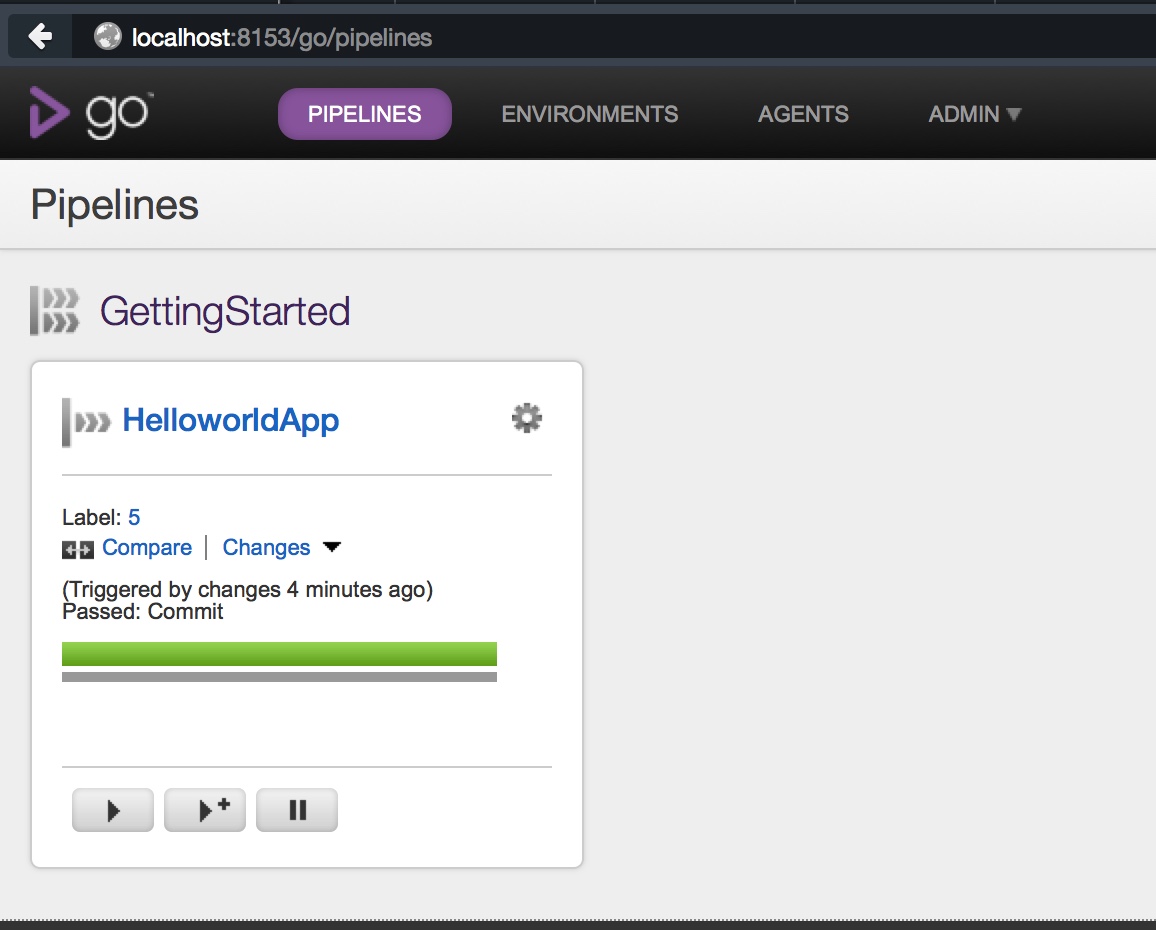 localhost:8153/go/pipelines
go™
PIPELINES
ENVIRONMENTS
AGENTS
ADMIN
Pipelines
GettingStarted
HelloworldApp
Label: 5
Compare | Changes
(Triggered by changes 4 minutes ago)
Passed: Commit